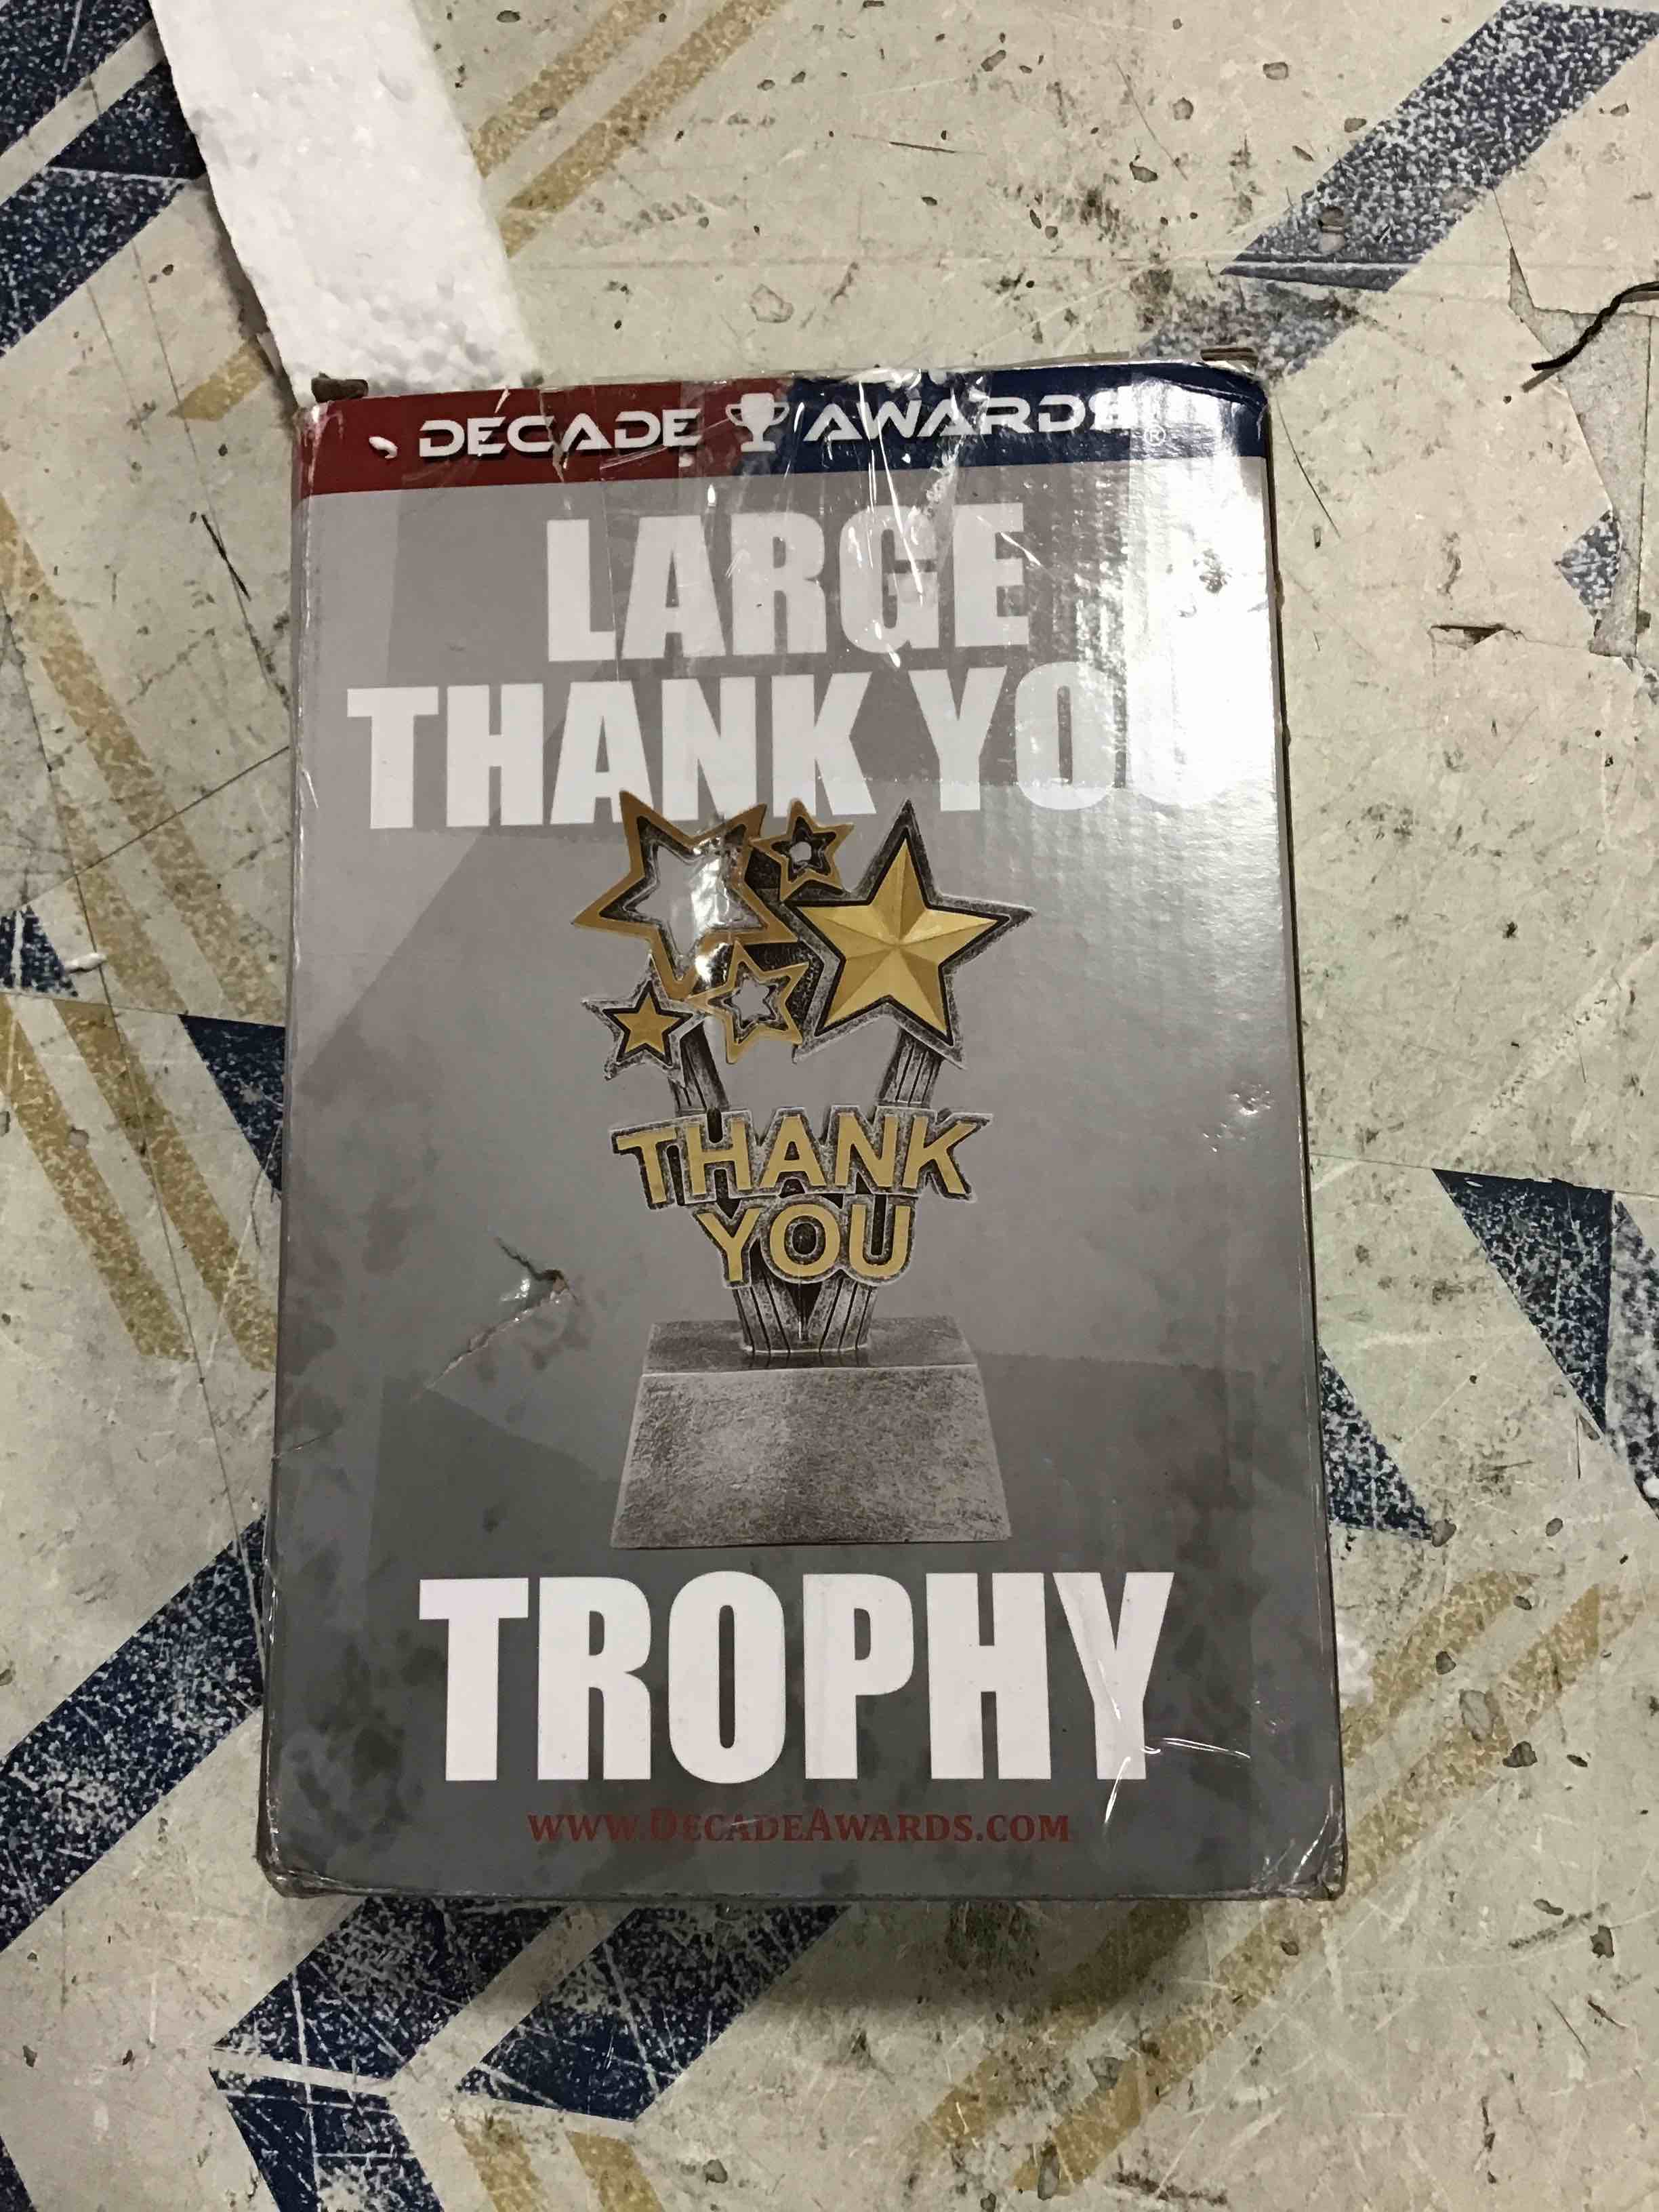 DECADE AWARDS®
LARGE
THANK YOU
THANK
YOU
TROPHY
WWW.DECADEAWARDS.COM